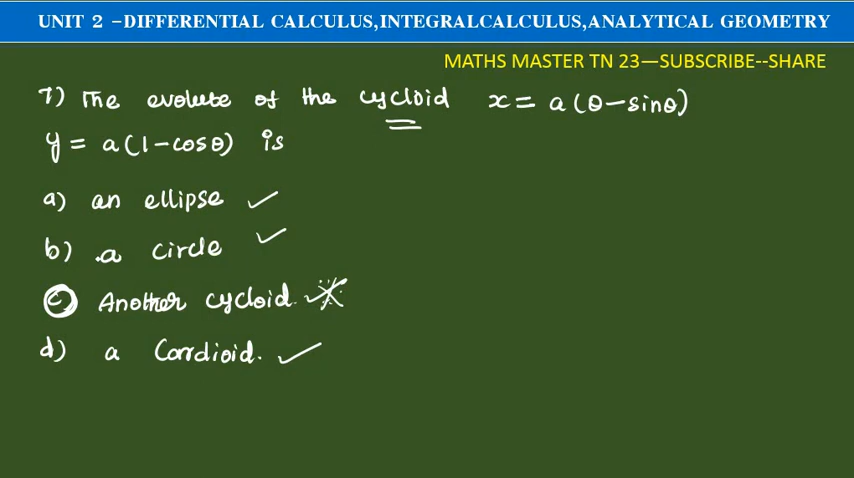 UNIT 2 -DIFFERENTIAL CALCULUS,INTEGRALCALCULUS,ANALYTICAL GEOMETRY
MATHS MASTER TN 23—SUBSCRIBE--SHARE
7) The evolute of the cycloid x = a(θ-sinθ)
y = a(1-cosθ) is
a) an ellipse ✓
b) a circle ✓
c) Another cycloid. ✓
d) a Cardioid. ✓